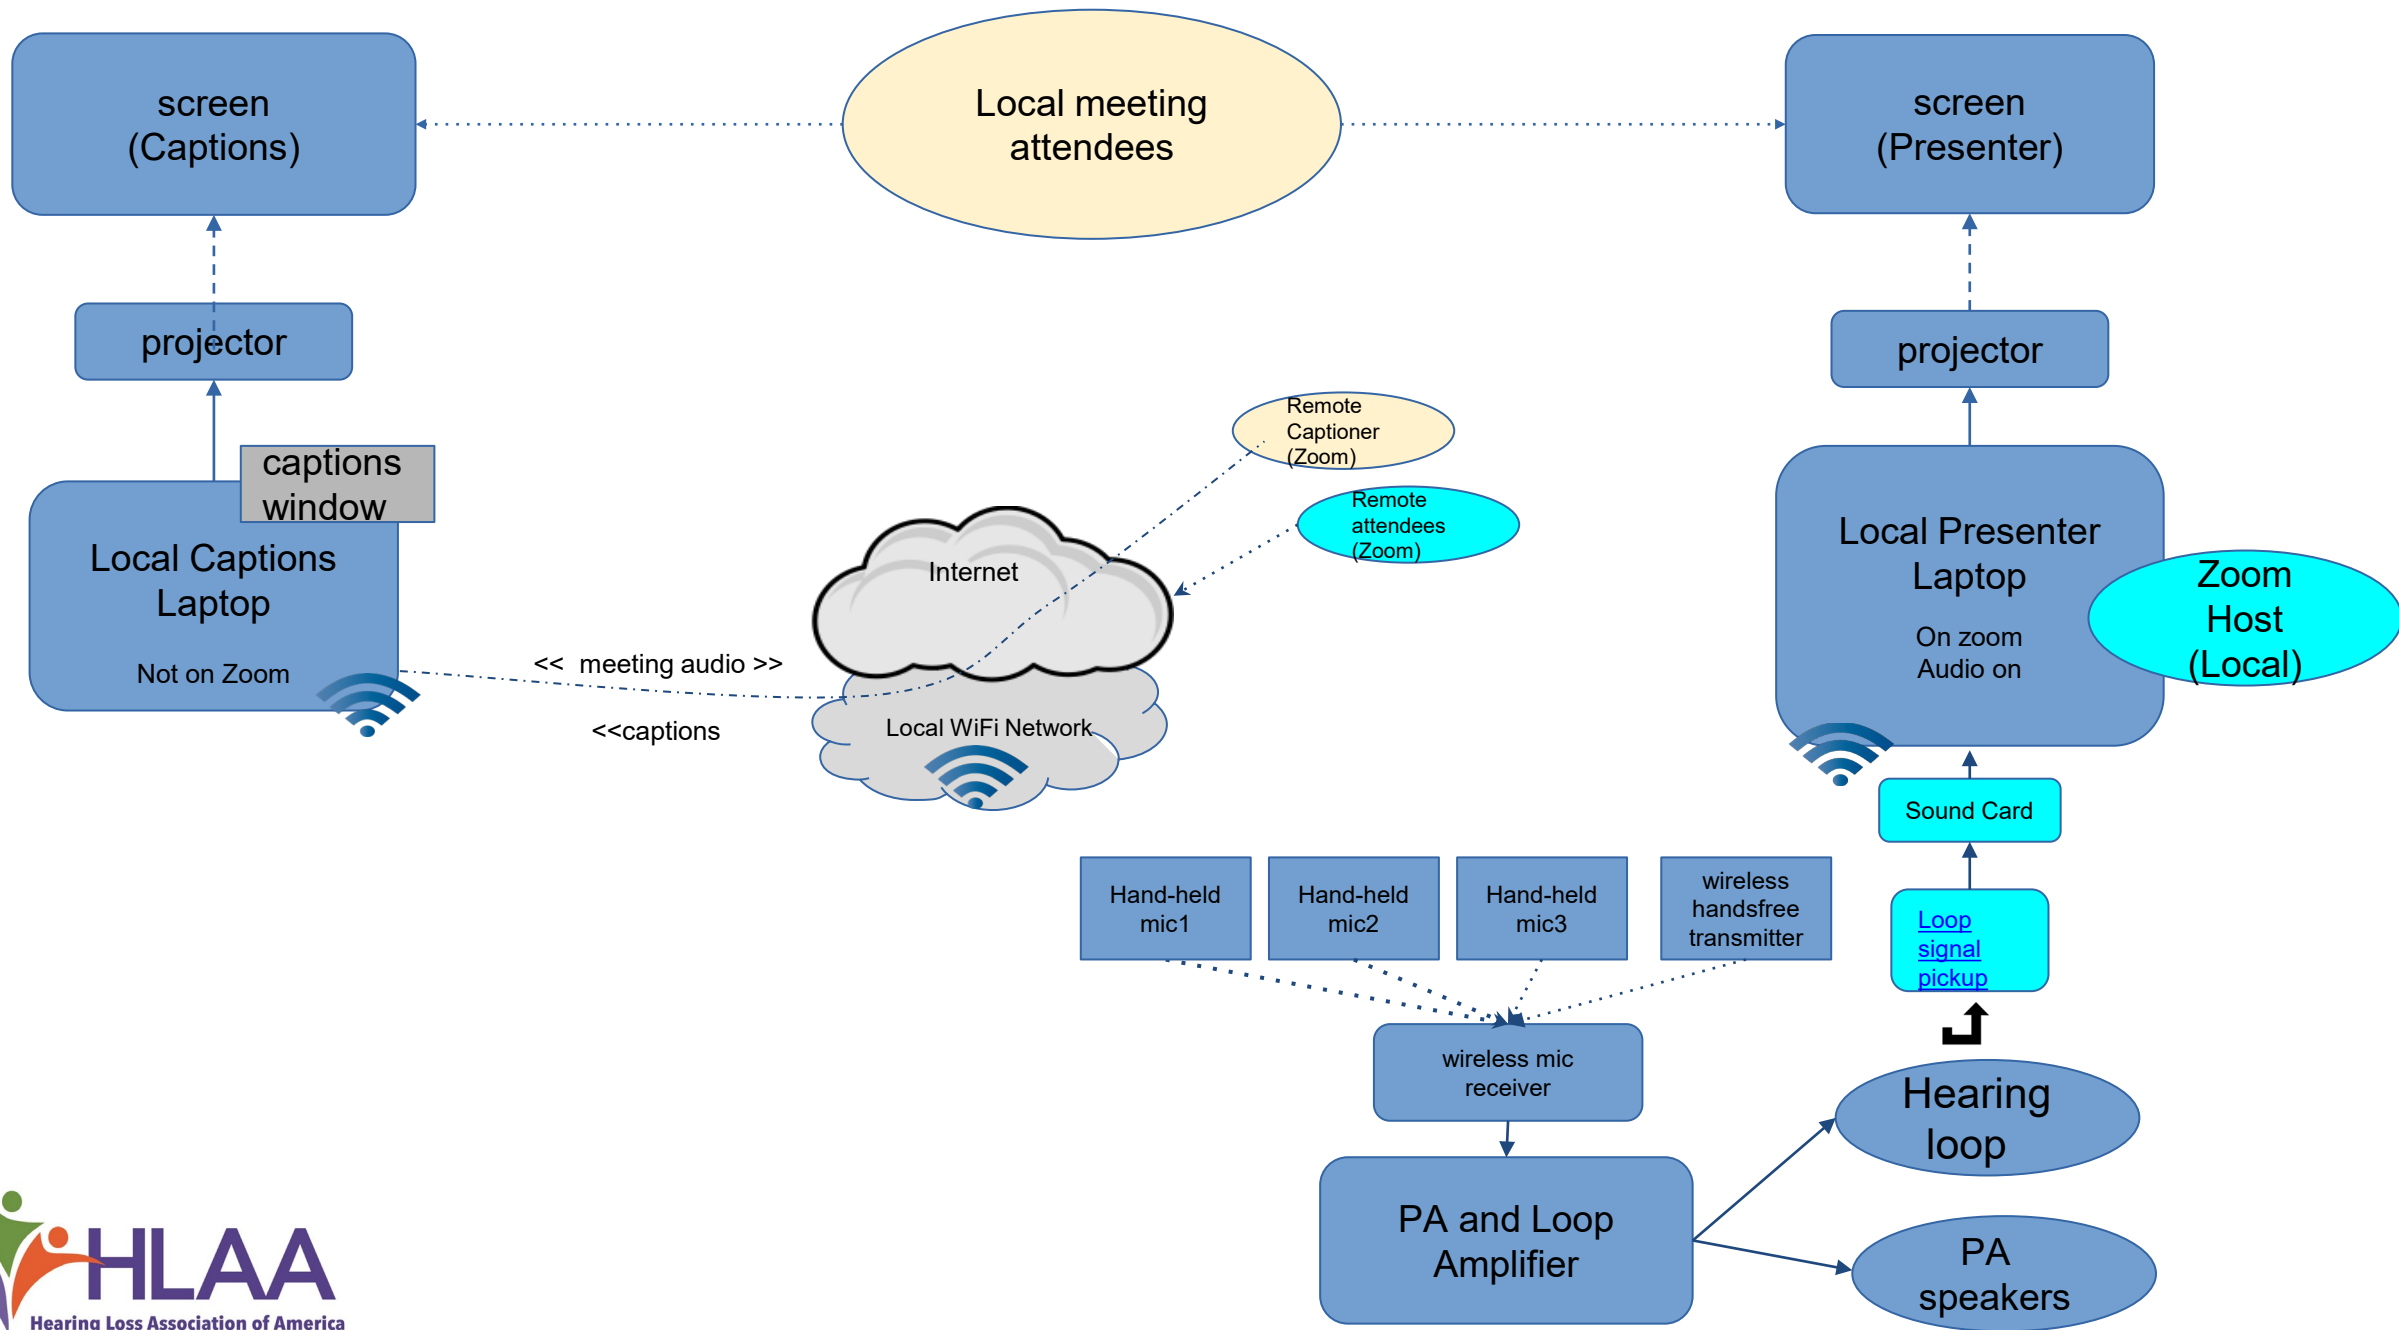 screen
(Captions)
Local meeting
attendees
screen
(Presenter)
projector
projector
Remote
Captioner
(Zoom)
captions
window
Remote
attendees
(Zoom)
Local Captions
Laptop
Not on Zoom
Internet
<<  meeting audio >>
<<captions
Local WiFi Network
Local Presenter
Laptop
On zoom
Audio on
Zoom
Host
(Local)
Sound Card
Hand-held
mic1
Hand-held
mic2
Hand-held
mic3
wireless
handsfree
transmitter
Loop
signal
pickup
wireless mic
receiver
Hearing
loop
PA and Loop
Amplifier
PA
speakers
HLAA
Hearing Loss Association of America